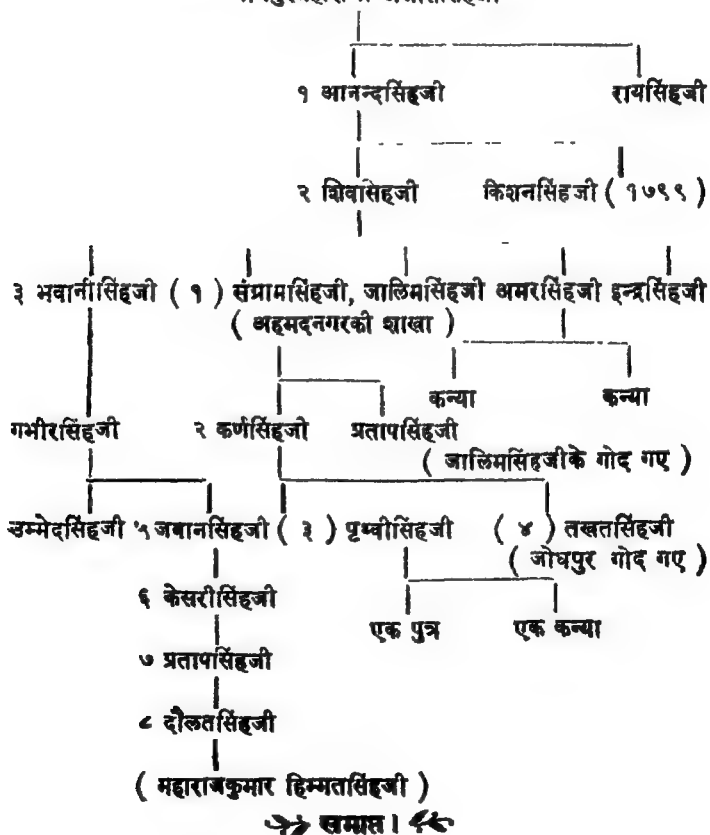 १ आनन्दसिंहजी रायसिंहजी
२ शिवसिंहजी किशनसिंहजी ( १७९९ )
३ भवानीसिंहजी ( १ ) संग्रामसिंहजी, जालिमसिंहजी अमरसिंहजी इन्द्रसिंहजी
( अहमदनगरकी शाखा )
कन्या कन्या
गभीरसिंहजी २ कर्णसिंहजी प्रतापसिंहजी
( जालिमसिंहजीके गोद गए )
उम्मेदसिंहजी ५ जवानसिंहजी ( ३ ) पृथ्वीसिंहजी ( ४ ) तखतसिंहजी
( जोधपुर गोद गए )
६ केसरीसिंहजी
एक पुत्र एक कन्या
७ प्रतापसिंहजी
८ दौलतसिंहजी
( महाराजकुमार हिम्मतसिंहजी )
समाप्त।